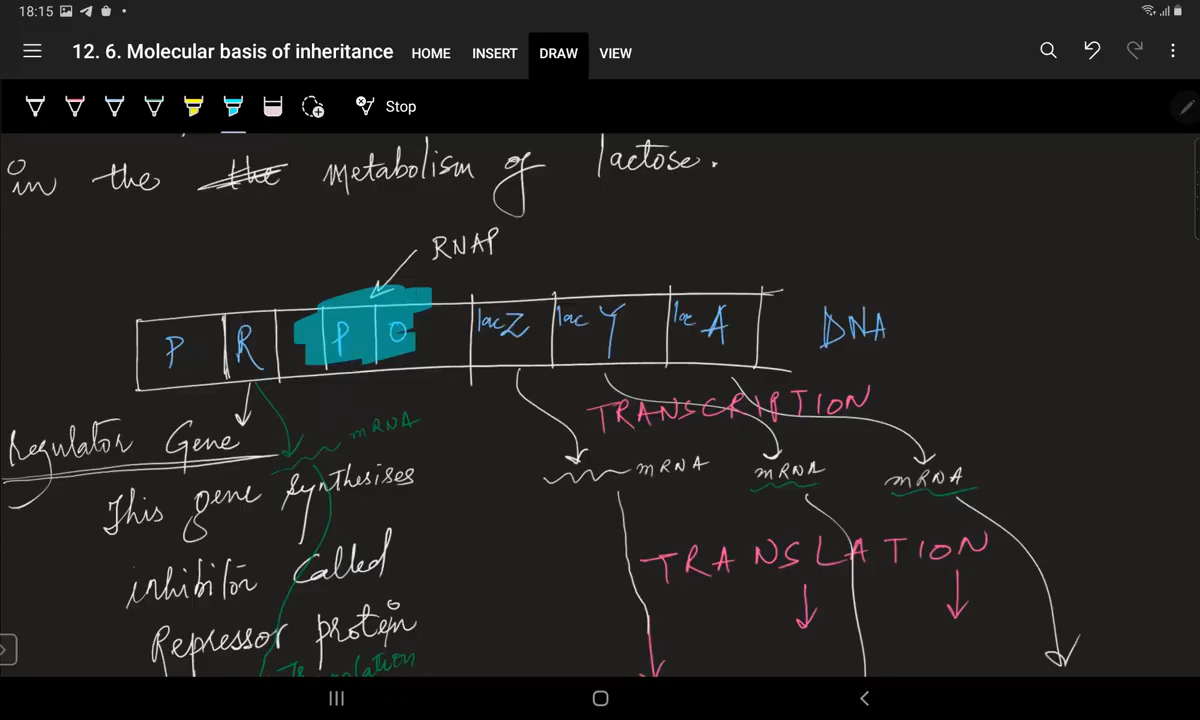 18:15
12. 6. Molecular basis of inheritance HOME INSERT DRAW VIEW
Stop
in the the metabolism of lactose.
RNAP
P R P O lacZ lac Y lac A DNA
TRANSCRIPTION
mRNA
Regulator Gene
mRNA mRNA mRNA
This gene synthesises
TRANSLATION
inhibitor called
Repressor protein